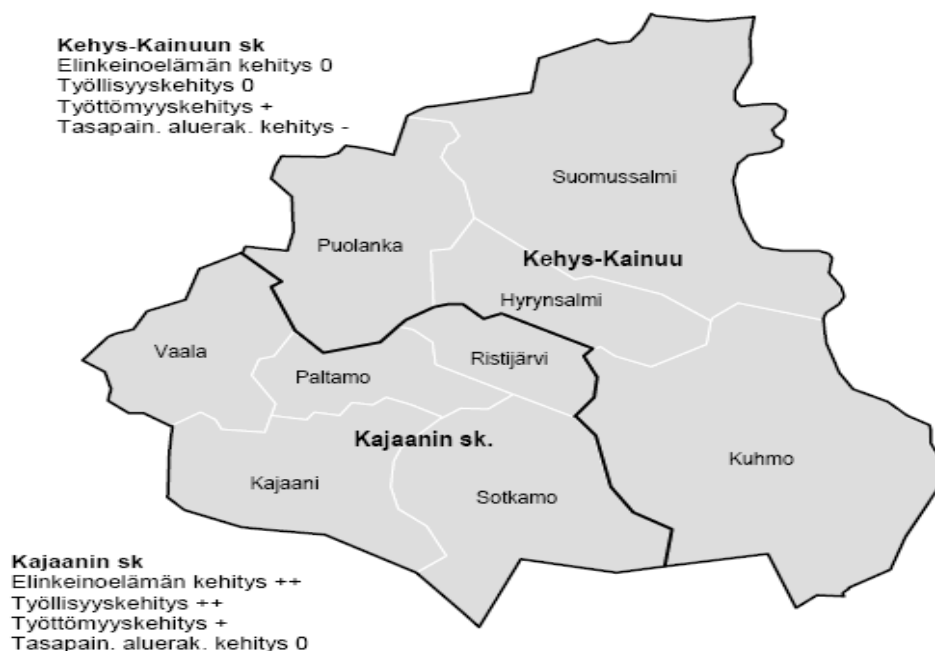 Kehys-Kainuun sk
Elinkeinoelämän kehitys 0
Työllisyyskehitys 0
Työttömyyskehitys +
Tasapain. aluerak. kehitys -
Suomussalmi
Puolanka
Kehys-Kainuu
Hyrynsalmi
Vaala
Ristijärvi
Paltamo
Kajaanin sk.
Kuhmo
Kajaani
Sotkamo
Kajaanin sk
Elinkeinoelämän kehitys ++
Työllisyyskehitys ++
Työttömyyskehitys +
Tasapain. aluerak. kehitys 0